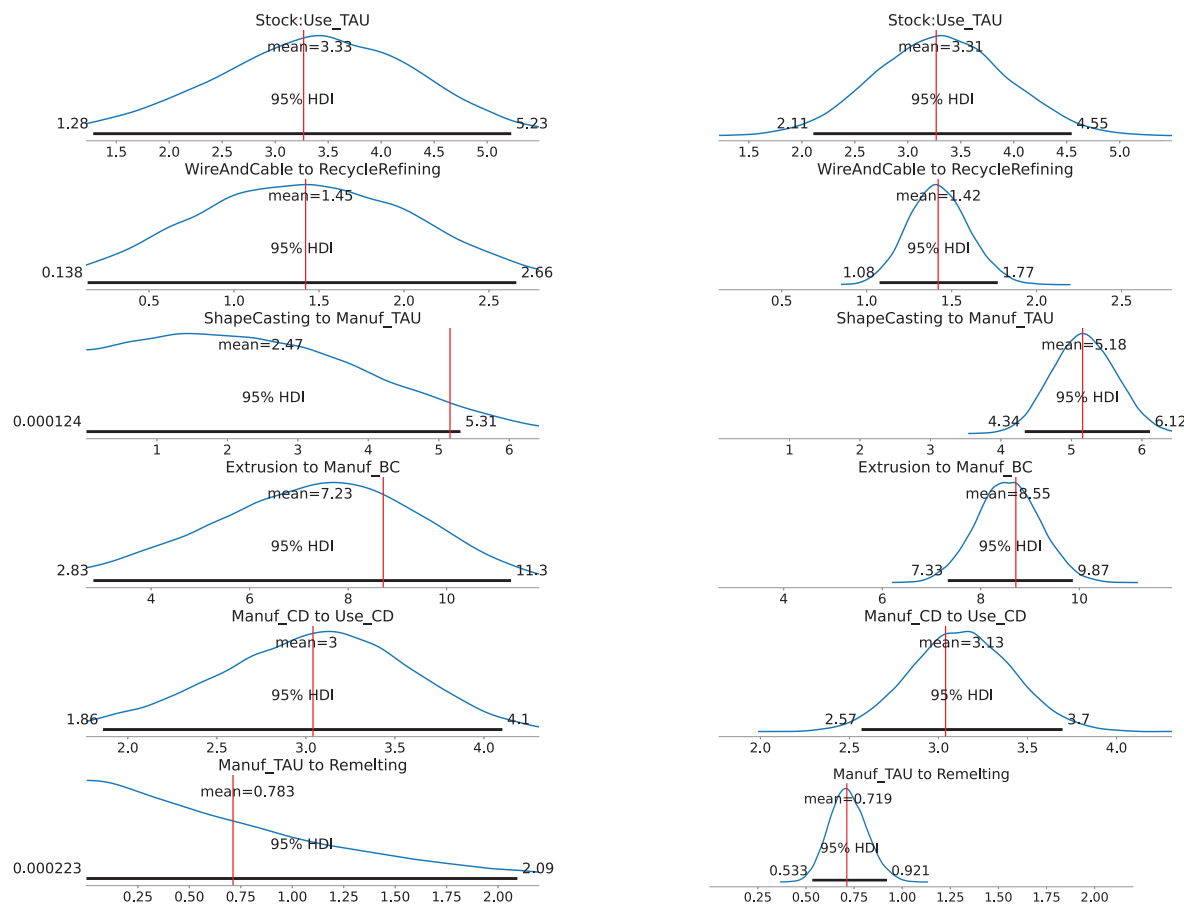 Stock:Use_TAU
mean=3.33
95% HDI
1.28
5.23
1.5 2.0 2.5 3.0 3.5 4.0 4.5 5.0
WireAndCable to RecycleRefining
mean=1.45
95% HDI
0.138
2.66
0.5 1.0 1.5 2.0 2.5
ShapeCasting to Manuf_TAU
mean=2.47
95% HDI
0.000124
5.31
1 2 3 4 5 6
Extrusion to Manuf_BC
mean=7.23
95% HDI
2.83
11.3
4 6 8 10
Manuf_CD to Use_CD
mean=3
95% HDI
1.86
4.1
2.0 2.5 3.0 3.5 4.0
Manuf_TAU to Remelting
mean=0.783
95% HDI
0.000223
2.09
0.25 0.50 0.75 1.00 1.25 1.50 1.75 2.00
Stock:Use_TAU
mean=3.31
95% HDI
2.11
4.55
1.5 2.0 2.5 3.0 3.5 4.0 4.5 5.0
WireAndCable to RecycleRefining
mean=1.42
95% HDI
1.08
1.77
0.5 1.0 1.5 2.0 2.5
ShapeCasting to Manuf_TAU
mean=5.18
95% HDI
4.34
6.12
1 2 3 4 5 6
Extrusion to Manuf_BC
mean=8.55
95% HDI
7.33
9.87
4 6 8 10
Manuf_CD to Use_CD
mean=3.13
95% HDI
2.57
3.7
2.0 2.5 3.0 3.5 4.0
Manuf_TAU to Remelting
mean=0.719
95% HDI
0.533
0.921
0.25 0.50 0.75 1.00 1.25 1.50 1.75 2.00